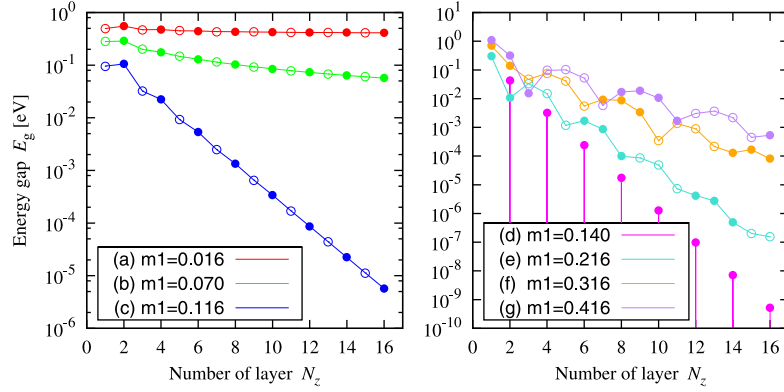 Energy gap E_g [eV]
10^0
10^-1
10^-2
10^-3
10^-4
10^-5
10^-6
0 2 4 6 8 10 12 14 16
Number of layer N_z
(a) m1=0.016
(b) m1=0.070
(c) m1=0.116
10^1
10^0
10^-1
10^-2
10^-3
10^-4
10^-5
10^-6
10^-7
10^-8
10^-9
10^-10
0 2 4 6 8 10 12 14 16
Number of layer N_z
(d) m1=0.140
(e) m1=0.216
(f) m1=0.316
(g) m1=0.416